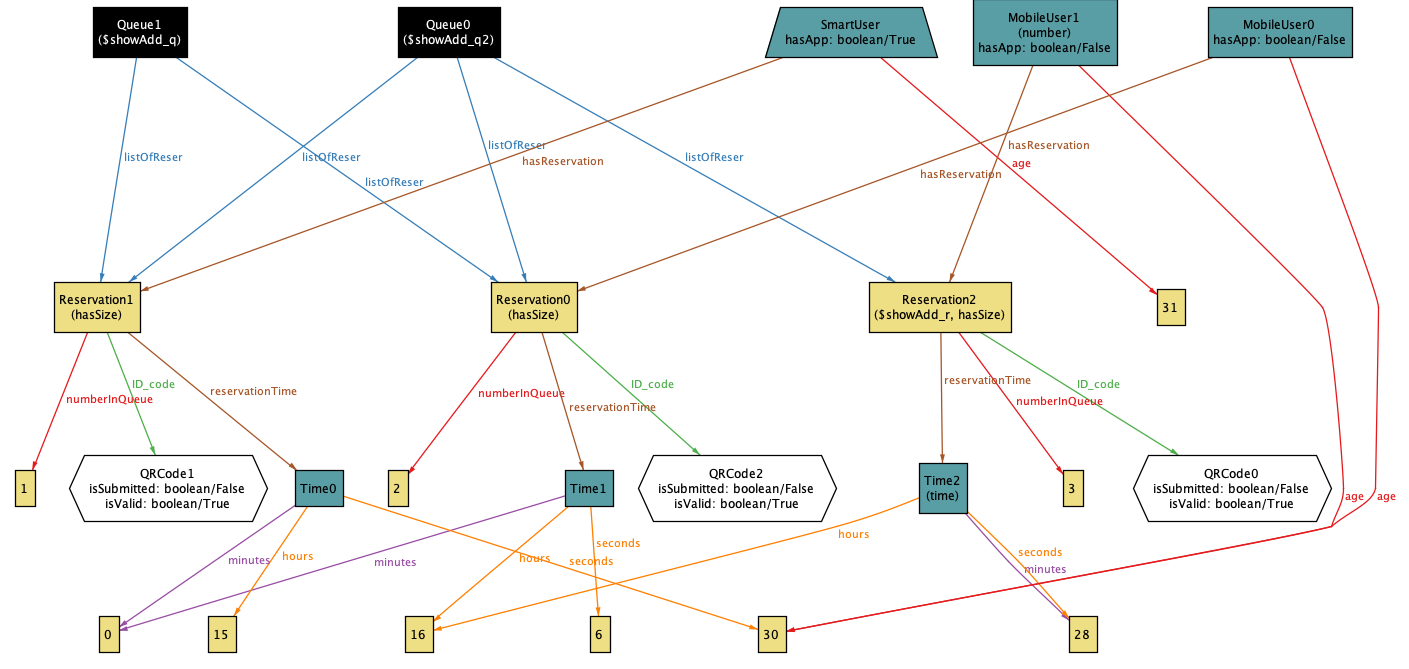 Queue1
($showAdd_q)
Queue0
($showAdd_q2)
SmartUser
hasApp: boolean/True
MobileUser1
(number)
hasApp: boolean/False
MobileUser0
hasApp: boolean/False
listOfReser
listOfReser
listOfReser
listOfReser
listOfReser
hasReservation
hasReservation
hasReservation
age
Reservation1
(hasSize)
Reservation0
(hasSize)
Reservation2
($showAdd_r, hasSize)
31
numberInQueue
ID_code
reservationTime
numberInQueue
reservationTime
ID_code
reservationTime
numberInQueue
ID_code
1
QRCode1
isSubmitted: boolean/False
isValid: boolean/True
Time0
2
Time1
QRCode2
isSubmitted: boolean/False
isValid: boolean/True
Time2
(time)
3
QRCode0
isSubmitted: boolean/False
isValid: boolean/True
age
age
minutes
hours
minutes
hours
seconds
seconds
hours
seconds
minutes
0
15
16
6
30
28